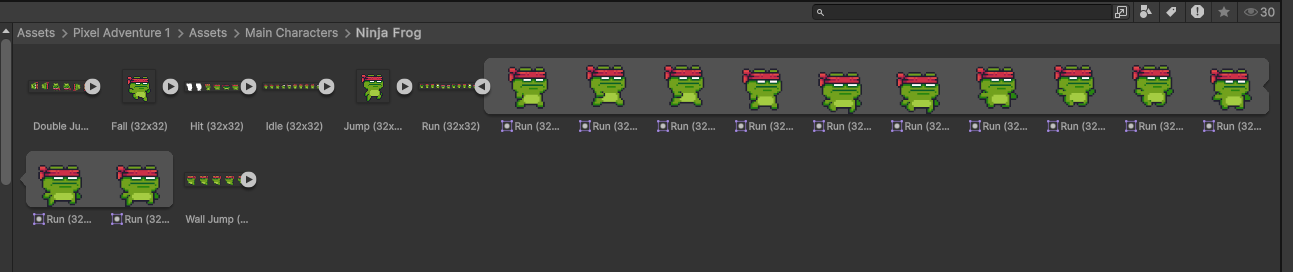 30
Assets > Pixel Adventure 1 > Assets > Main Characters > Ninja Frog
Double Ju... Fall (32x32) Hit (32x32) Idle (32x32) Jump (32x... Run (32x32) Run (32... Run (32... Run (32... Run (32... Run (32... Run (32... Run (32... Run (32... Run (32... Run (32...
Run (32... Run (32... Wall Jump (...